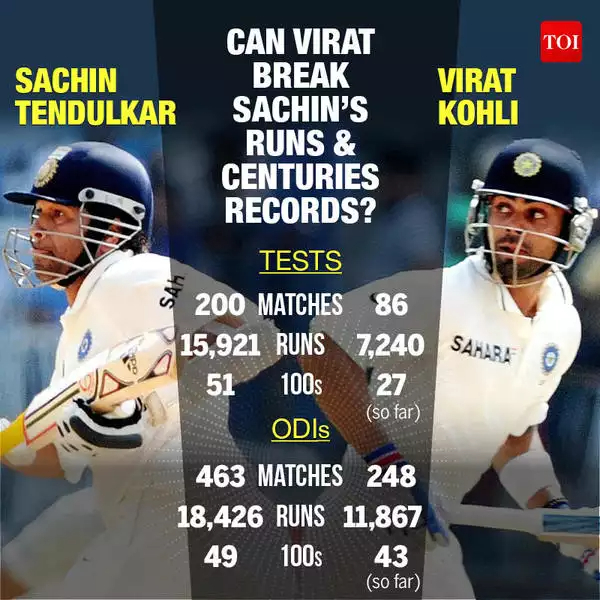 TOI
SACHIN
TENDULKAR
CAN VIRAT
BREAK
SACHIN'S
RUNS &
CENTURIES
RECORDS?
VIRAT
KOHLI
TESTS
200 MATCHES 86
15,921 RUNS 7,240
51 100s 27
(so far)
ODIs
463 MATCHES 248
18,426 RUNS 11,867
49 100s 43
(so far)
SAH
SAHARA